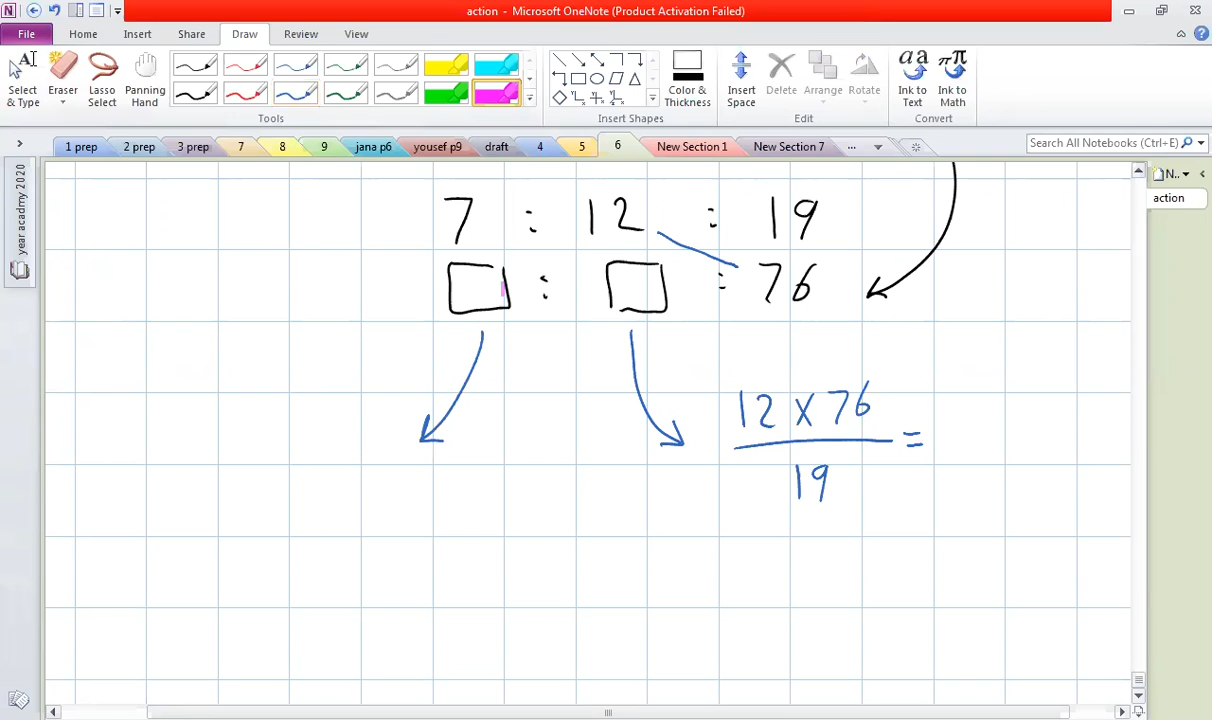 action - Microsoft OneNote (Product Activation Failed)
File Home Insert Share Draw Review View
Select & Type
Eraser
Lasso Select
Panning Hand
Color & Thickness
Insert Space
Delete
Arrange
Rotate
Ink to Text
Ink to Math
Tools
Insert Shapes
Edit
Convert
1 prep 2 prep 3 prep 7 8 9 jana p6 yousef p9 draft 4 5 6 New Section 1 New Section 7 ...
Search All Notebooks (Ctrl+E)
year acadmy 2020
N..
action
7 : 12 : 19
: : 76
12 X 76
=
19